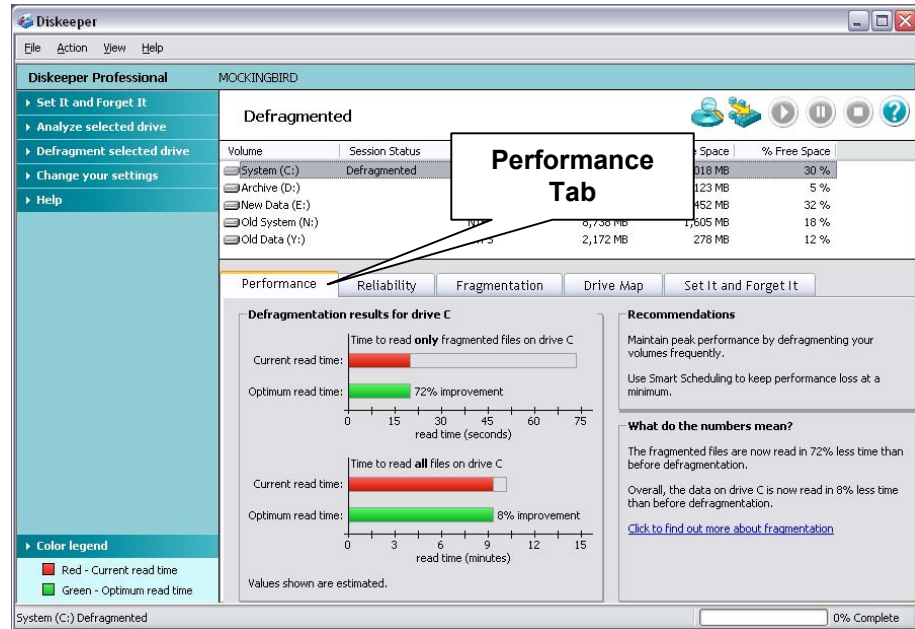 Diskeeper
File Action View Help
Diskeeper Professional MOCKINGBIRD
Set It and Forget It
Analyze selected drive
Defragment selected drive
Change your settings
Help
Defragmented
Volume Session Status Space % Free Space
System (C:) Defragmented 018 MB 30 %
Archive (D:) 123 MB 5 %
New Data (E:) 452 MB 32 %
Old System (N:) 8,738 MB 1,605 MB 18 %
Old Data (Y:) 2,172 MB 278 MB 12 %
Performance
Tab
Performance Reliability Fragmentation Drive Map Set It and Forget It
Defragmentation results for drive C
Time to read only fragmented files on drive C
Current read time:
Optimum read time: 72% improvement
0 15 30 45 60 75
read time (seconds)
Time to read all files on drive C
Current read time:
Optimum read time: 8% improvement
0 3 6 9 12 15
read time (minutes)
Values shown are estimated.
Recommendations
Maintain peak performance by defragmenting your
volumes frequently.
Use Smart Scheduling to keep performance loss at a
minimum.
What do the numbers mean?
The fragmented files are now read in 72% less time than
before defragmentation.
Overall, the data on drive C is now read in 8% less time
than before defragmentation.
Click to find out more about fragmentation
Color legend
Red - Current read time
Green - Optimum read time
System (C:) Defragmented 0% Complete